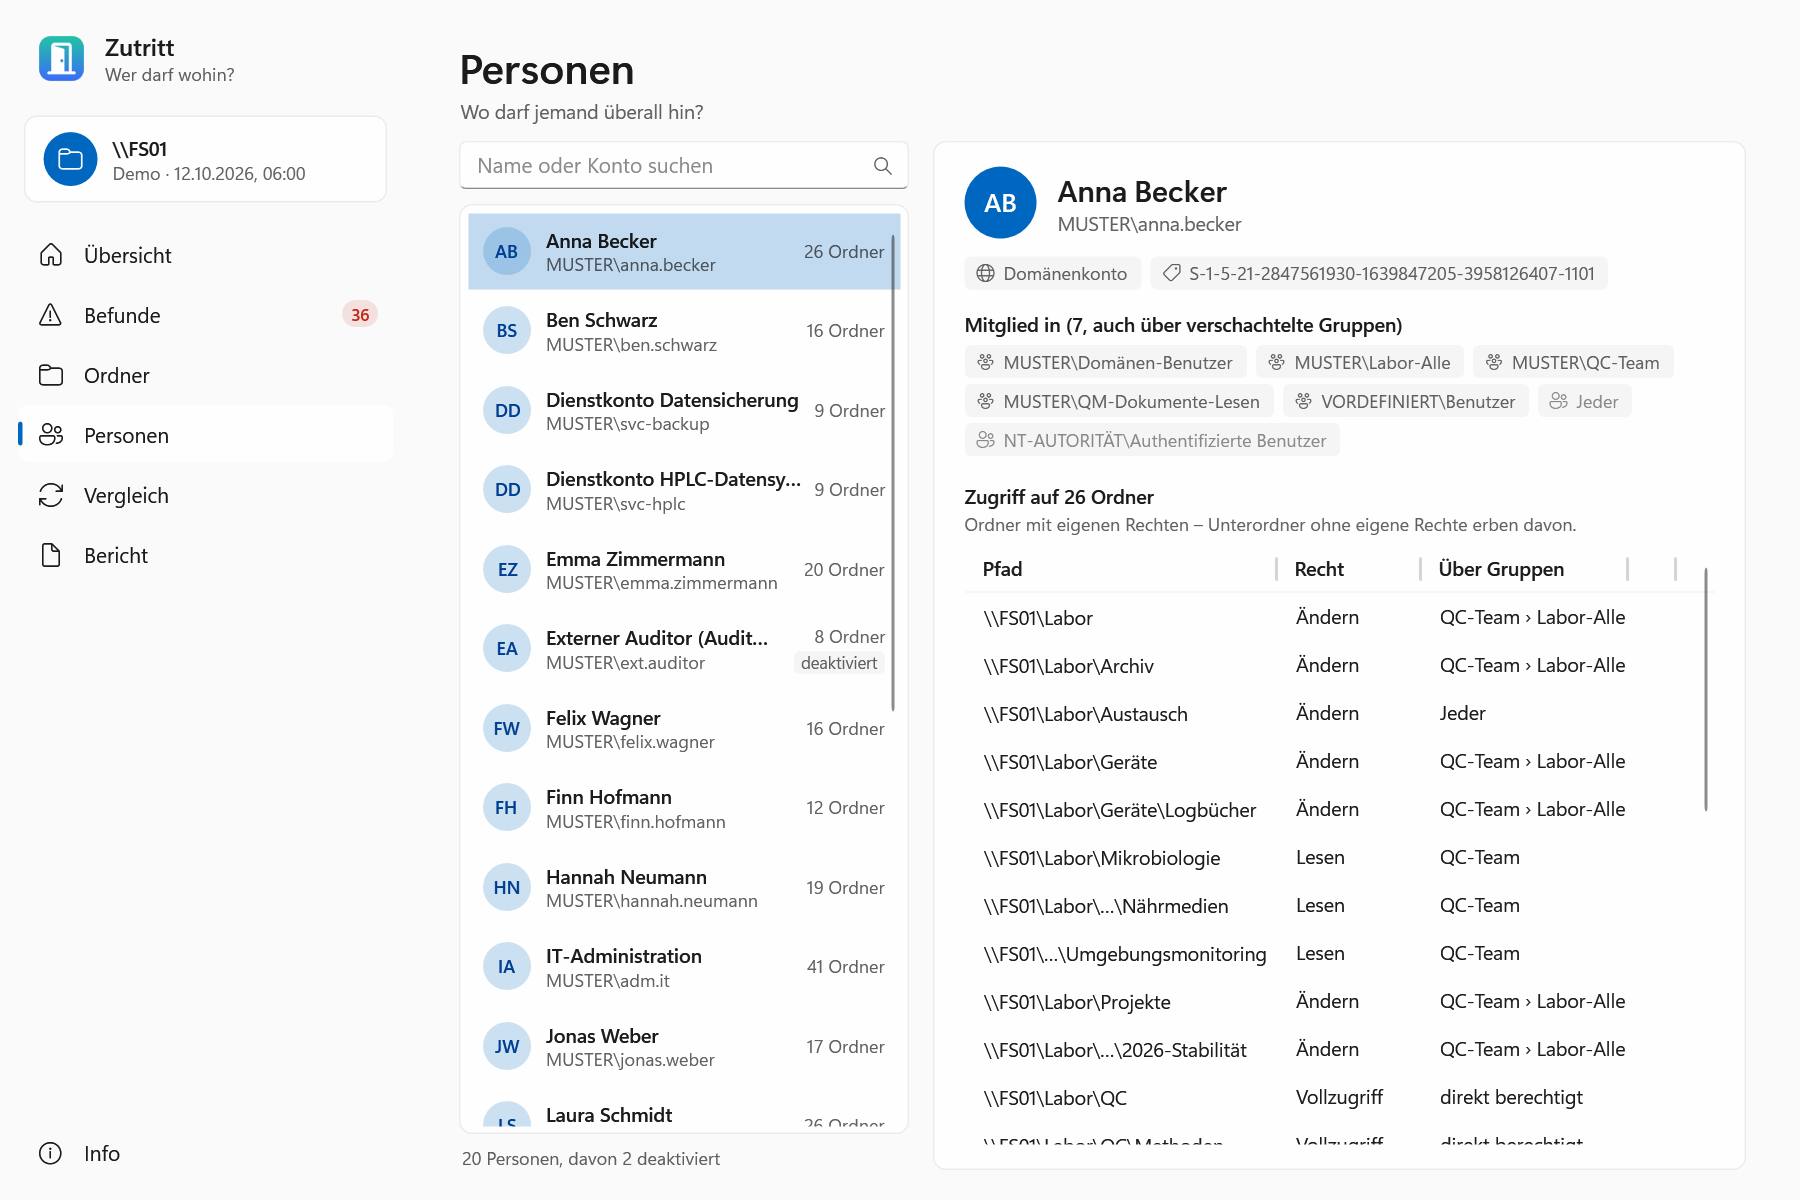 Zutritt
Wer darf wohin?
\\FS01
Demo · 12.10.2026, 06:00
Übersicht
Befunde
36
Ordner
Personen
Vergleich
Bericht
Info
Personen
Wo darf jemand überall hin?
Name oder Konto suchen
AB
Anna Becker
MUSTER\anna.becker
26 Ordner
BS
Ben Schwarz
MUSTER\ben.schwarz
16 Ordner
DD
Dienstkonto Datensicherung
MUSTER\svc-backup
9 Ordner
DD
Dienstkonto HPLC-Datensy...
MUSTER\svc-hplc
9 Ordner
EZ
Emma Zimmermann
MUSTER\emma.zimmermann
20 Ordner
EA
Externer Auditor (Audit...
MUSTER\ext.auditor
8 Ordner
deaktiviert
FW
Felix Wagner
MUSTER\felix.wagner
16 Ordner
FH
Finn Hofmann
MUSTER\finn.hofmann
12 Ordner
HN
Hannah Neumann
MUSTER\hannah.neumann
19 Ordner
IA
IT-Administration
MUSTER\adm.it
41 Ordner
JW
Jonas Weber
MUSTER\jonas.weber
17 Ordner
LS
Laura Schmidt
26 Ordner
20 Personen, davon 2 deaktiviert
AB
Anna Becker
MUSTER\anna.becker
Domänenkonto
S-1-5-21-2847561930-1639847205-3958126407-1101
Mitglied in (7, auch über verschachtelte Gruppen)
MUSTER\Domänen-Benutzer
MUSTER\Labor-Alle
MUSTER\QC-Team
MUSTER\QM-Dokumente-Lesen
VORDEFINIERT\Benutzer
Jeder
NT-AUTORITÄT\Authentifizierte Benutzer
Zugriff auf 26 Ordner
Ordner mit eigenen Rechten – Unterordner ohne eigene Rechte erben davon.
Pfad Recht Über Gruppen
\\FS01\Labor Ändern QC-Team › Labor-Alle
\\FS01\Labor\Archiv Ändern QC-Team › Labor-Alle
\\FS01\Labor\Austausch Ändern Jeder
\\FS01\Labor\Geräte Ändern QC-Team › Labor-Alle
\\FS01\Labor\Geräte\Logbücher Ändern QC-Team › Labor-Alle
\\FS01\Labor\Mikrobiologie Lesen QC-Team
\\FS01\Labor\...\Nährmedien Lesen QC-Team
\\FS01\...\Umgebungsmonitoring Lesen QC-Team
\\FS01\Labor\Projekte Ändern QC-Team › Labor-Alle
\\FS01\Labor\...\2026-Stabilität Ändern QC-Team › Labor-Alle
\\FS01\Labor\QC Vollzugriff direkt berechtigt
\\FS01\Labor\QC\Methoden Vollzugriff direkt berechtigt